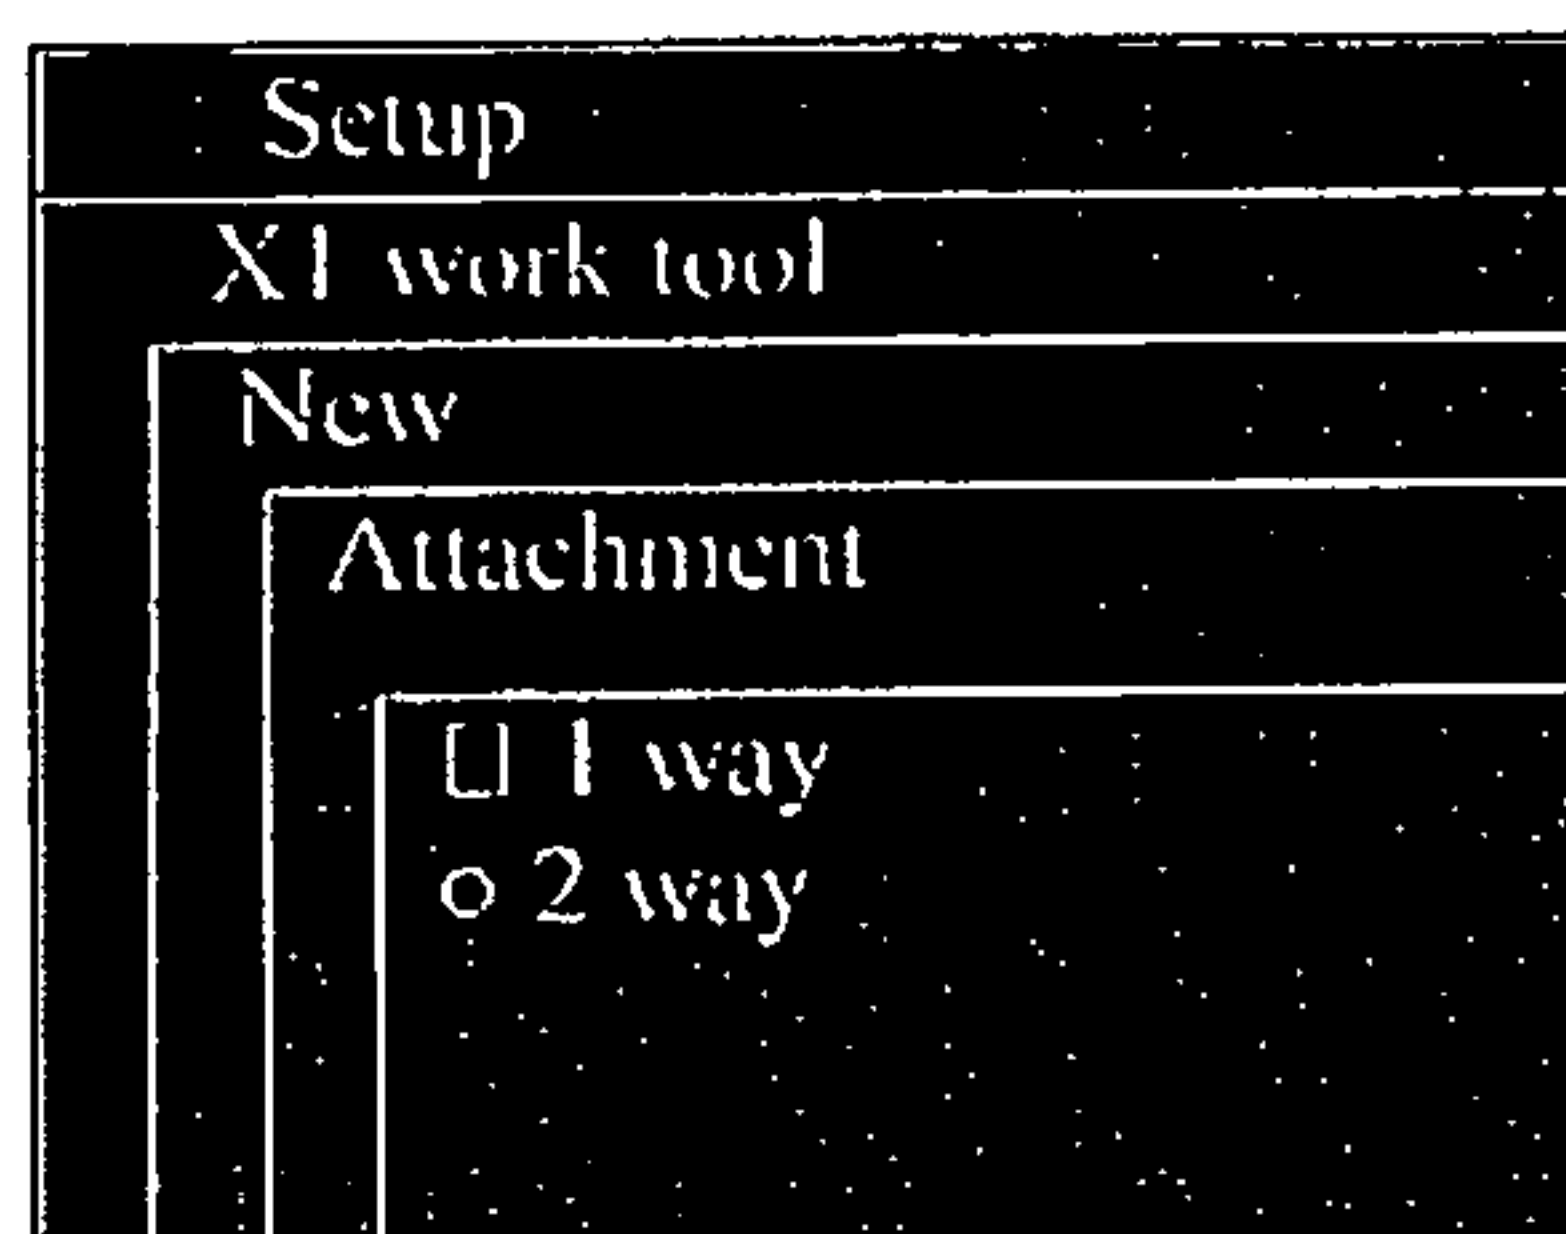 Setup
X1 work tool
New
Attachment
□ 1 way
○ 2 way